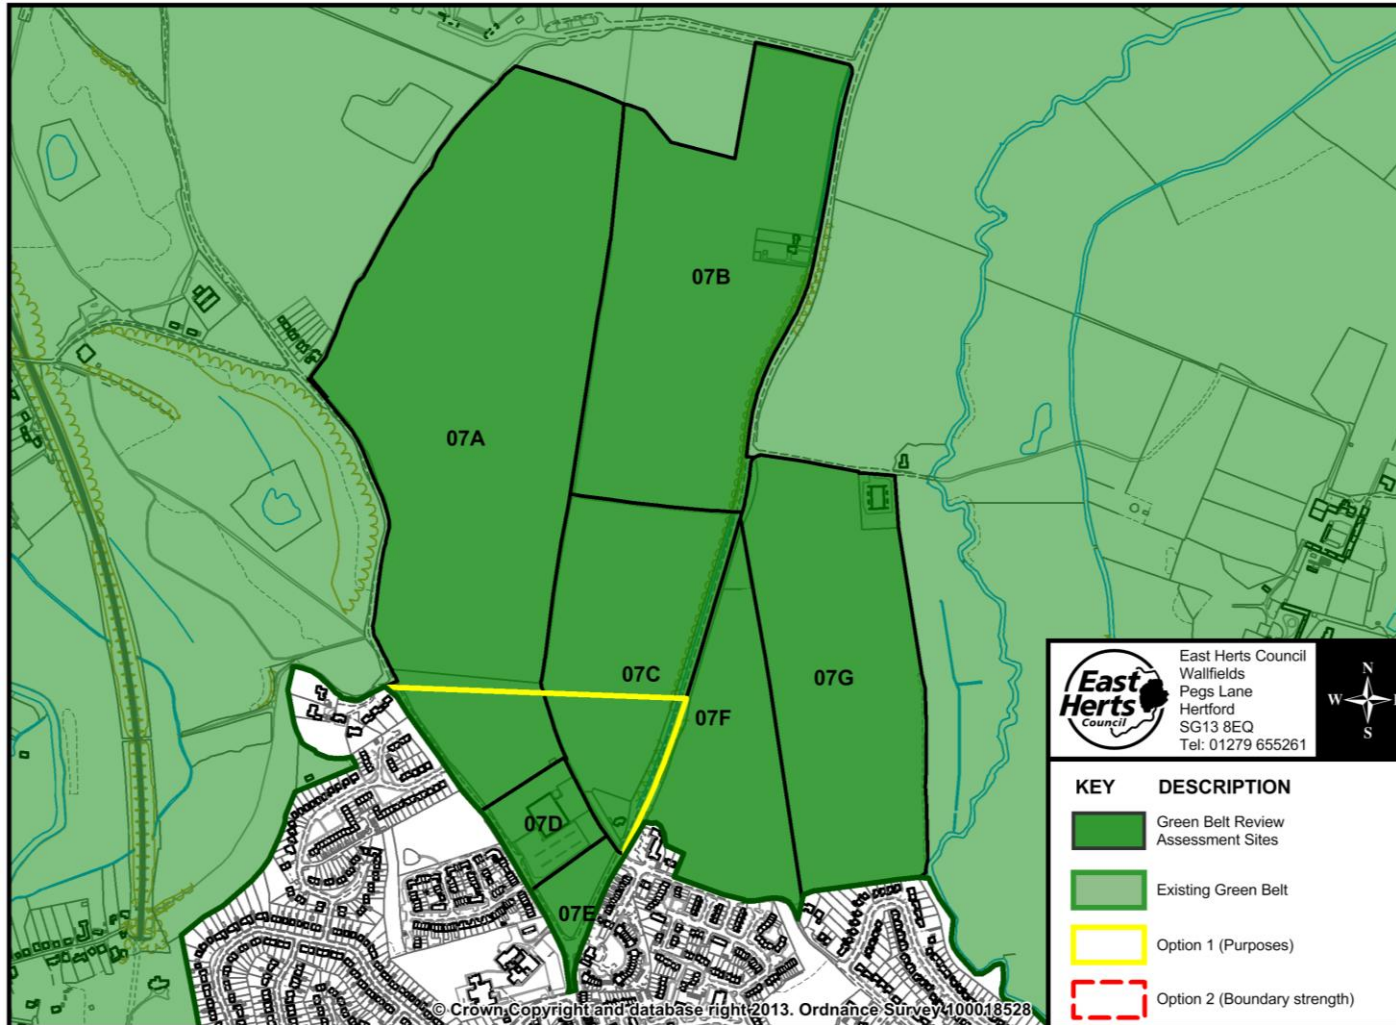 07B
07A
07C
07G
07F
07D
07E
East Herts Council
Wallfields
Pegs Lane
Hertford
SG13 8EQ
Tel: 01279 655261
East
Herts
Council
N
W
S
KEY DESCRIPTION
Green Belt Review
Assessment Sites
Existing Green Belt
Option 1 (Purposes)
Option 2 (Boundary strength)
© Crown Copyright and database right 2013. Ordnance Survey 100018528